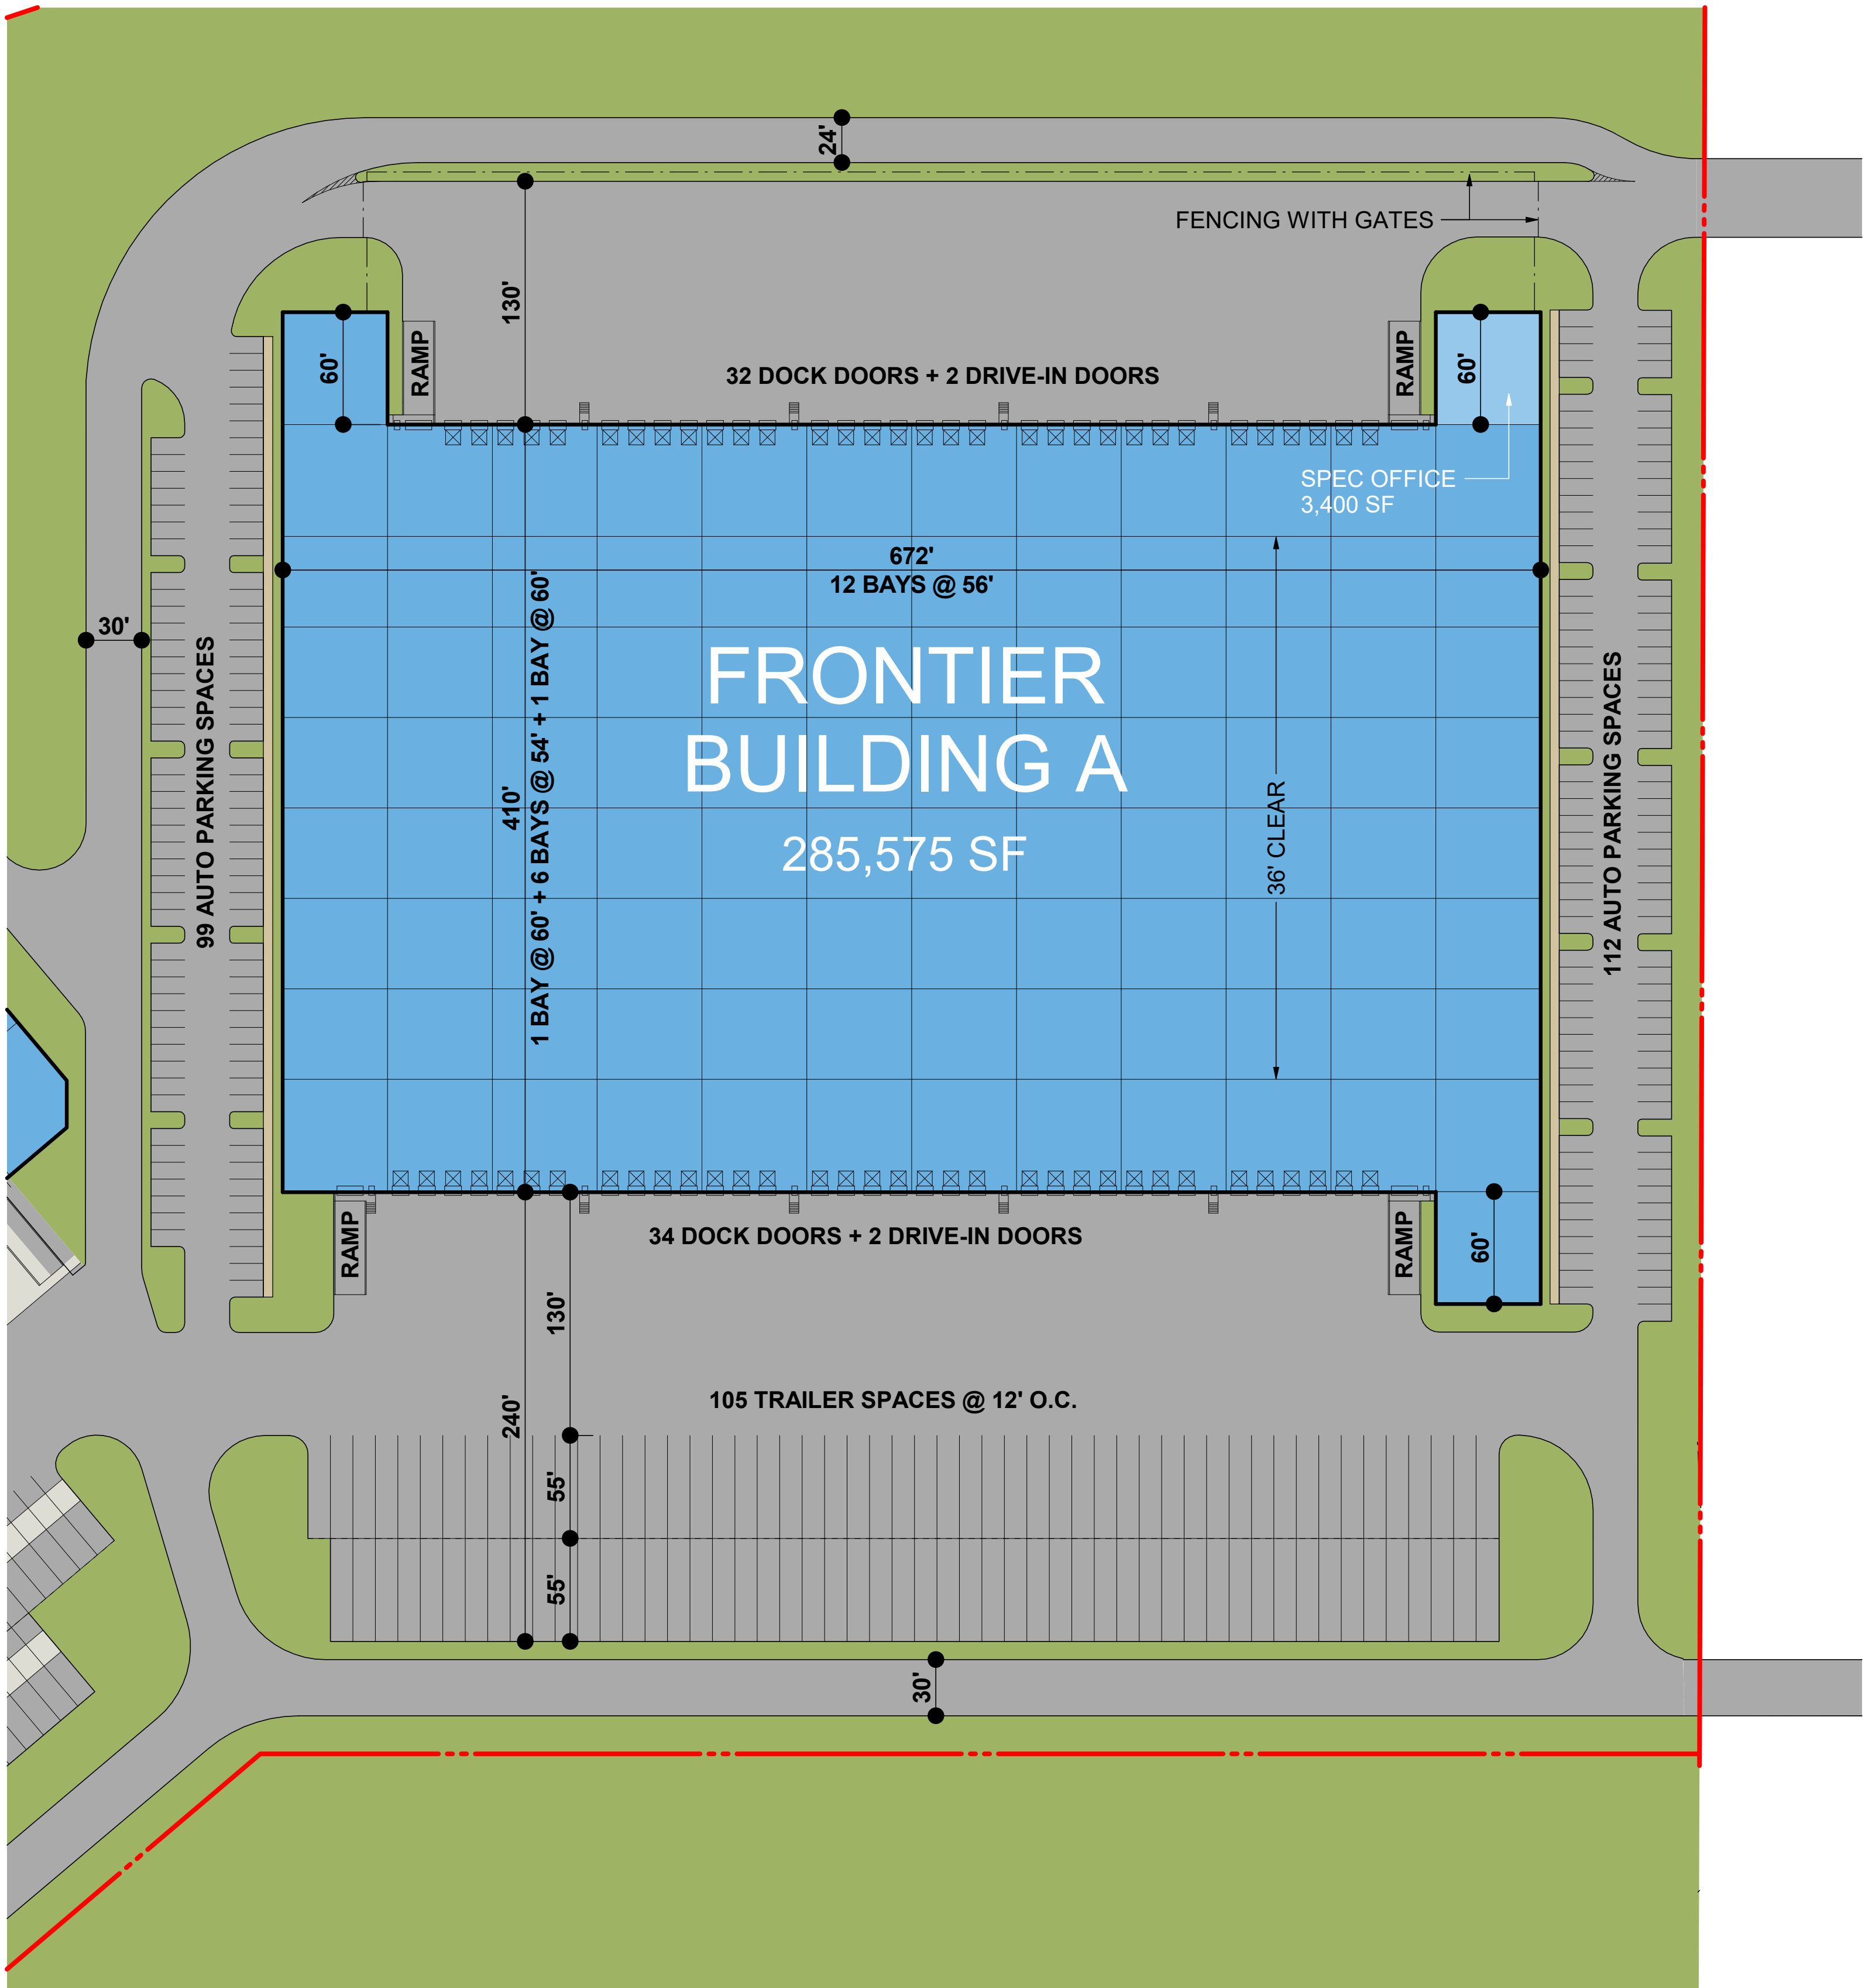 24'
FENCING WITH GATES
130'
60'
RAMP
32 DOCK DOORS + 2 DRIVE-IN DOORS
RAMP
60'
SPEC OFFICE
3,400 SF
672'
12 BAYS @ 56'
30'
99 AUTO PARKING SPACES
410'
1 BAY @ 60' + 6 BAYS @ 54' + 1 BAY @ 60'
FRONTIER
BUILDING A
285,575 SF
36' CLEAR
112 AUTO PARKING SPACES
RAMP
34 DOCK DOORS + 2 DRIVE-IN DOORS
RAMP
60'
130'
240'
105 TRAILER SPACES @ 12' O.C.
55'
55'
30'